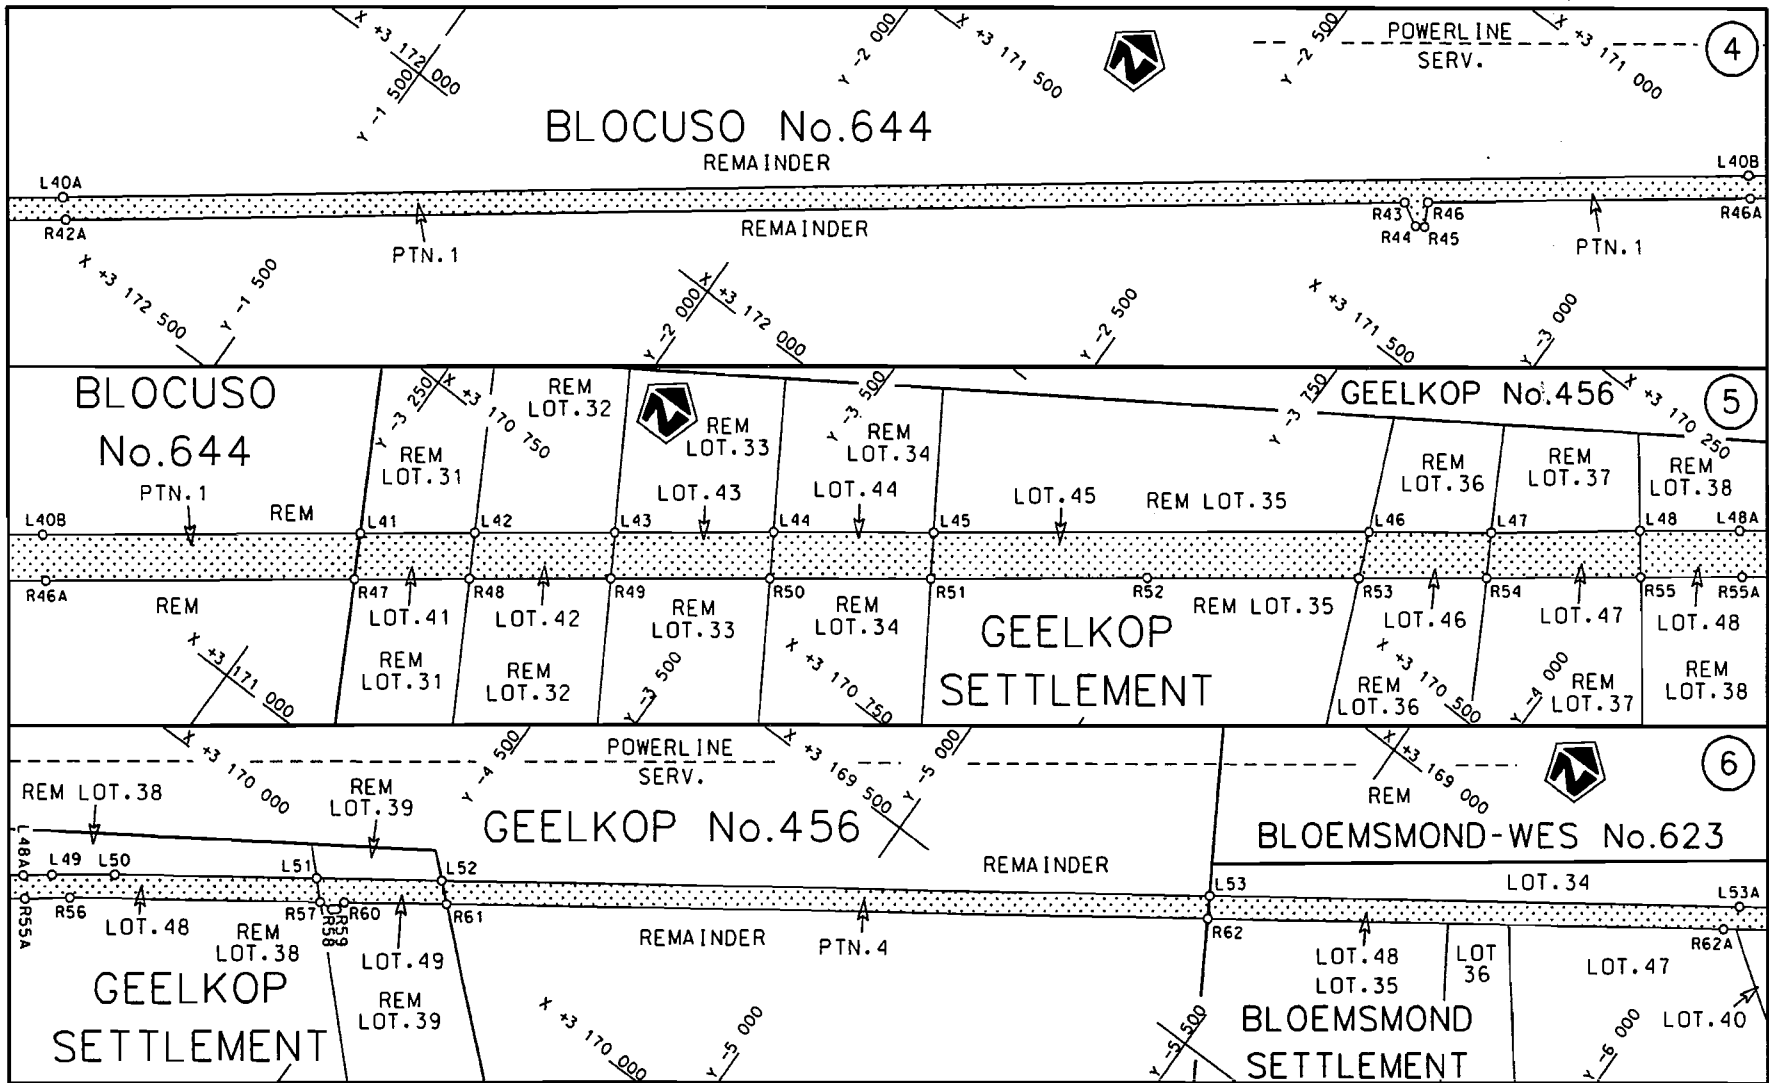 X +3 172 000
Y -1 500
Y -2 000
X +3 171 500
Y -2 500
POWERLINE
SERV.
X +3 171 000
4
BLOCUSO No.644
REMAINDER
L40A
L40B
R42A
PTN.1
REMAINDER
R43
R46
R44
R45
PTN.1
R46A
X +3 172 500
Y -1 500
Y -2 000
X +3 172 000
Y -2 500
X +3 171 500
Y -3 000
BLOCUSO
No.644
PTN.1
REM
L40B
R46A
REM
X +3 171 000
Y -3 250
X +3 170 750
REM
LOT.31
REM
LOT.32
REM
LOT.33
LOT.43
Y -3 500
REM
LOT.34
LOT.44
LOT.45
REM LOT.35
Y -3 750
GEELKOP No.456
X +3 170 250
5
REM
LOT.36
REM
LOT.37
REM
LOT.38
L41
L42
L43
L44
L45
L46
L47
L48
L48A
R47
R48
R49
R50
R51
R52
R53
R54
R55
R55A
LOT.41
LOT.42
REM
LOT.33
REM
LOT.34
REM LOT.35
LOT.46
LOT.47
LOT.48
REM
LOT.31
REM
LOT.32
Y -3 500
X +3 170 750
GEELKOP
SETTLEMENT
REM
LOT.36
X +3 170 500
Y -4 000
REM
LOT.37
REM
LOT.38
X +3 170 000
Y -4 500
POWERLINE
SERV.
X +3 169 500
Y -5 000
X +3 169 000
6
REM LOT.38
REM
LOT.39
GEELKOP No.456
REM
BLOEMSMOND-WES No.623
REMAINDER
LOT.34
L48A
L49
L50
L51
L52
L53
L53A
R55A
R56
R57
R58
R59
R60
R61
R62
R62A
LOT.48
REM
LOT.38
LOT.49
REM
LOT.39
REMAINDER
PTN.4
LOT.48
LOT.35
LOT
36
LOT.47
LOT.40
GEELKOP
SETTLEMENT
X +3 170 000
Y -5 000
Y -5 500
BLOEMSMOND
SETTLEMENT
Y -6 000